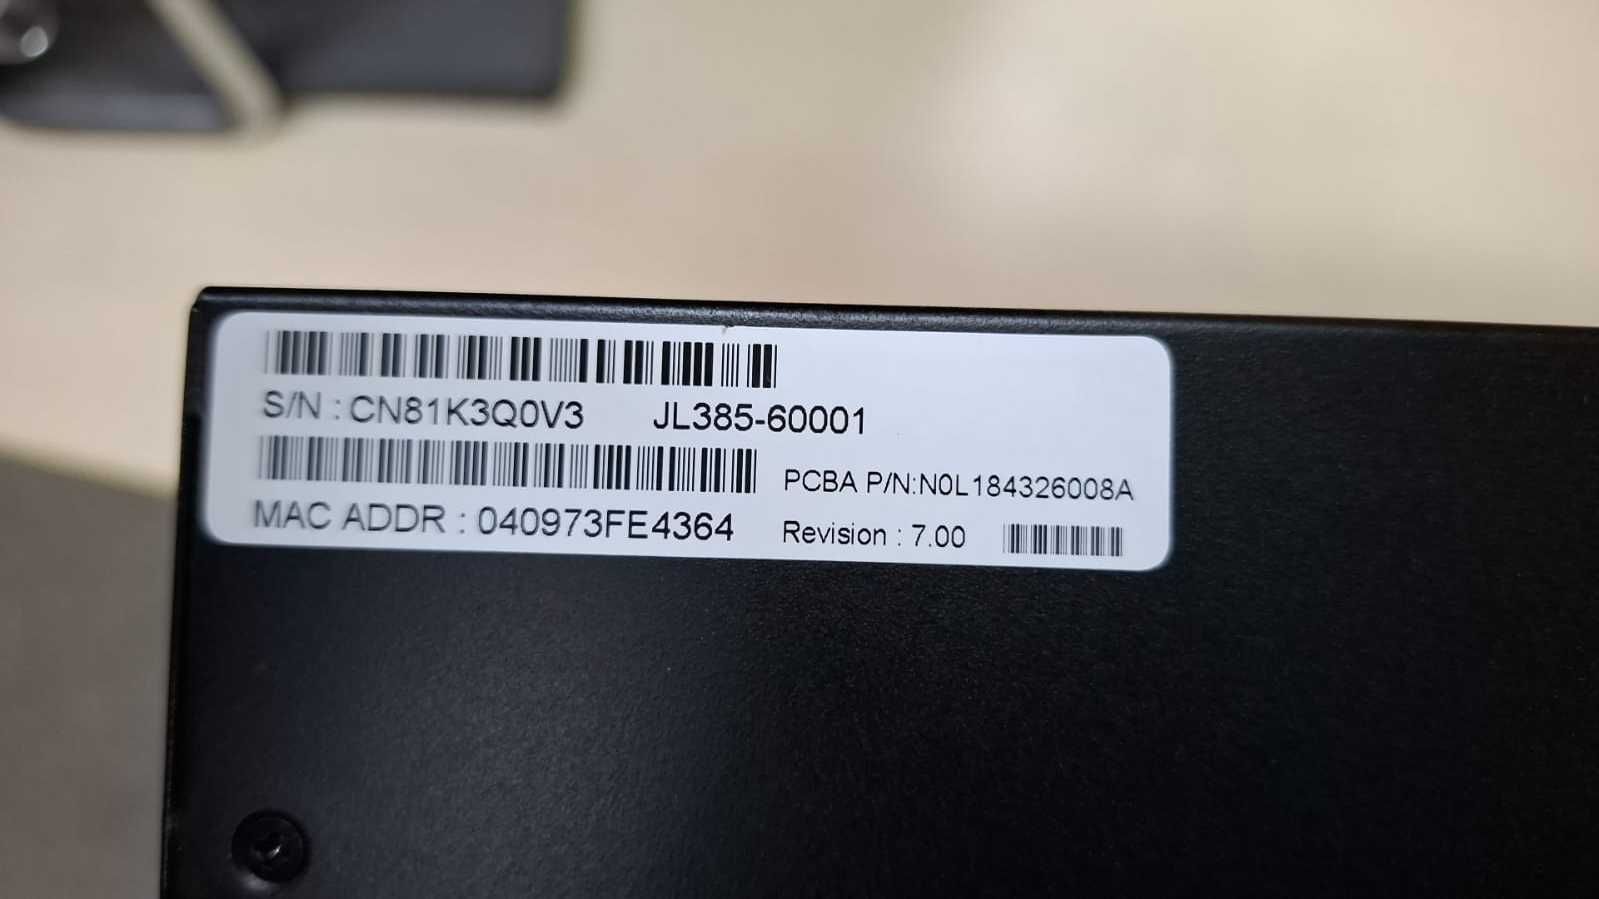 S/N : CN81K3Q0V3 JL385-60001
PCBA P/N:N0L184326008A
MAC ADDR : 040973FE4364
Revision : 7.00